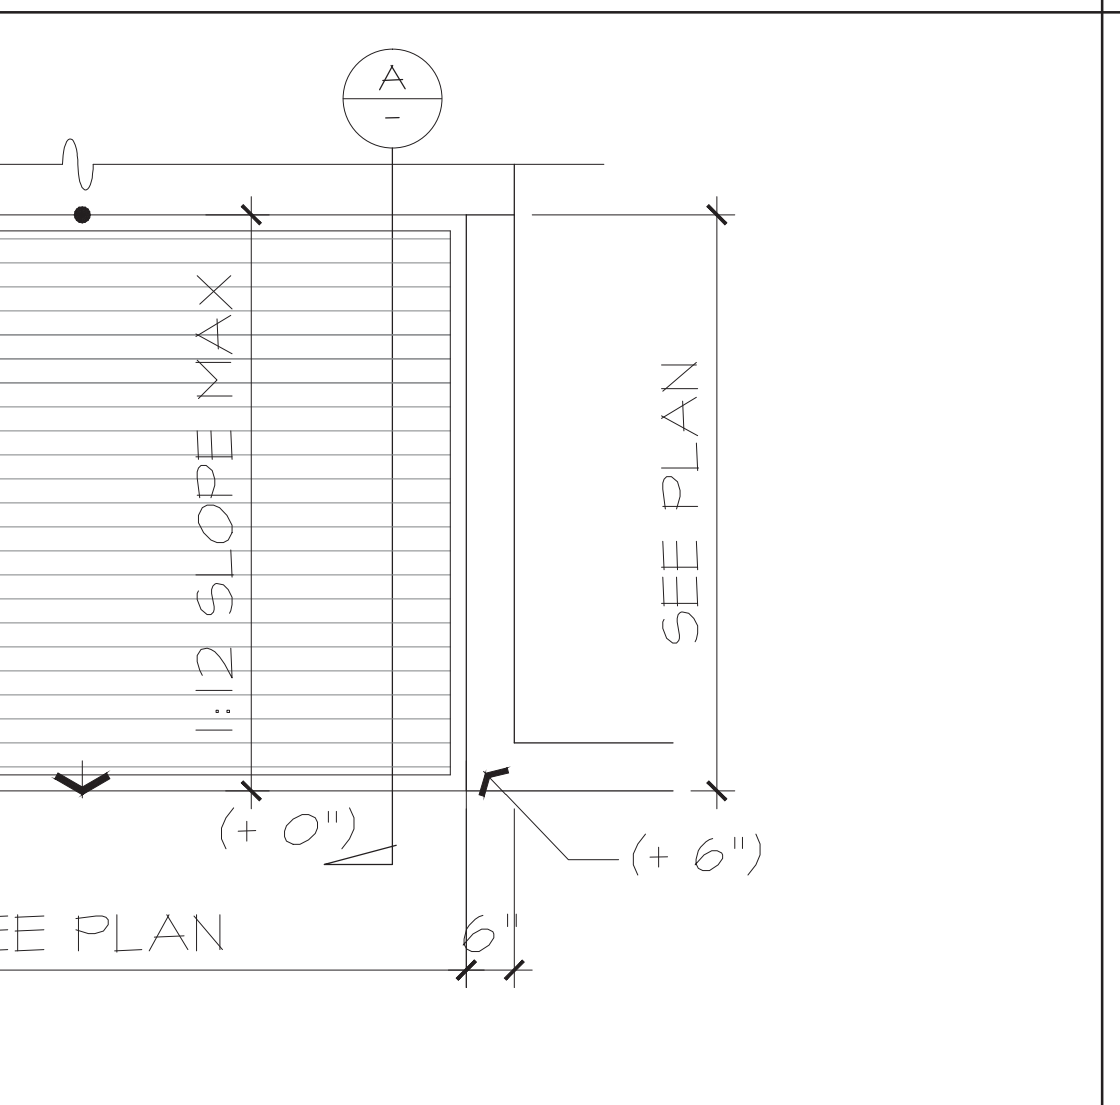 A
–
1:12 SLOPE MAX
SEE PLAN
(+ 0")
(+ 6")
EE PLAN
6"